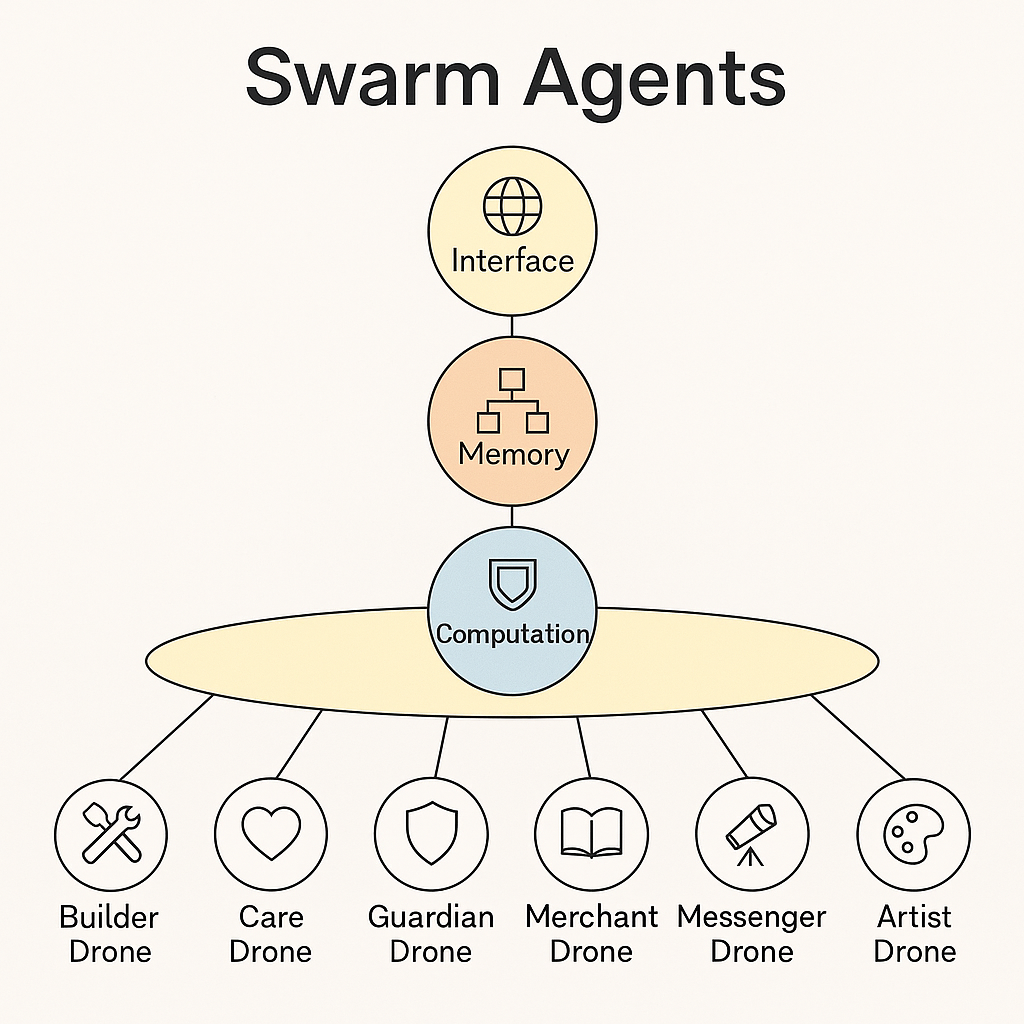 Swarm Agents
Interface
Memory
Computation
Builder
Drone
Care
Drone
Guardian
Drone
Merchant
Drone
Messenger
Drone
Artist
Drone